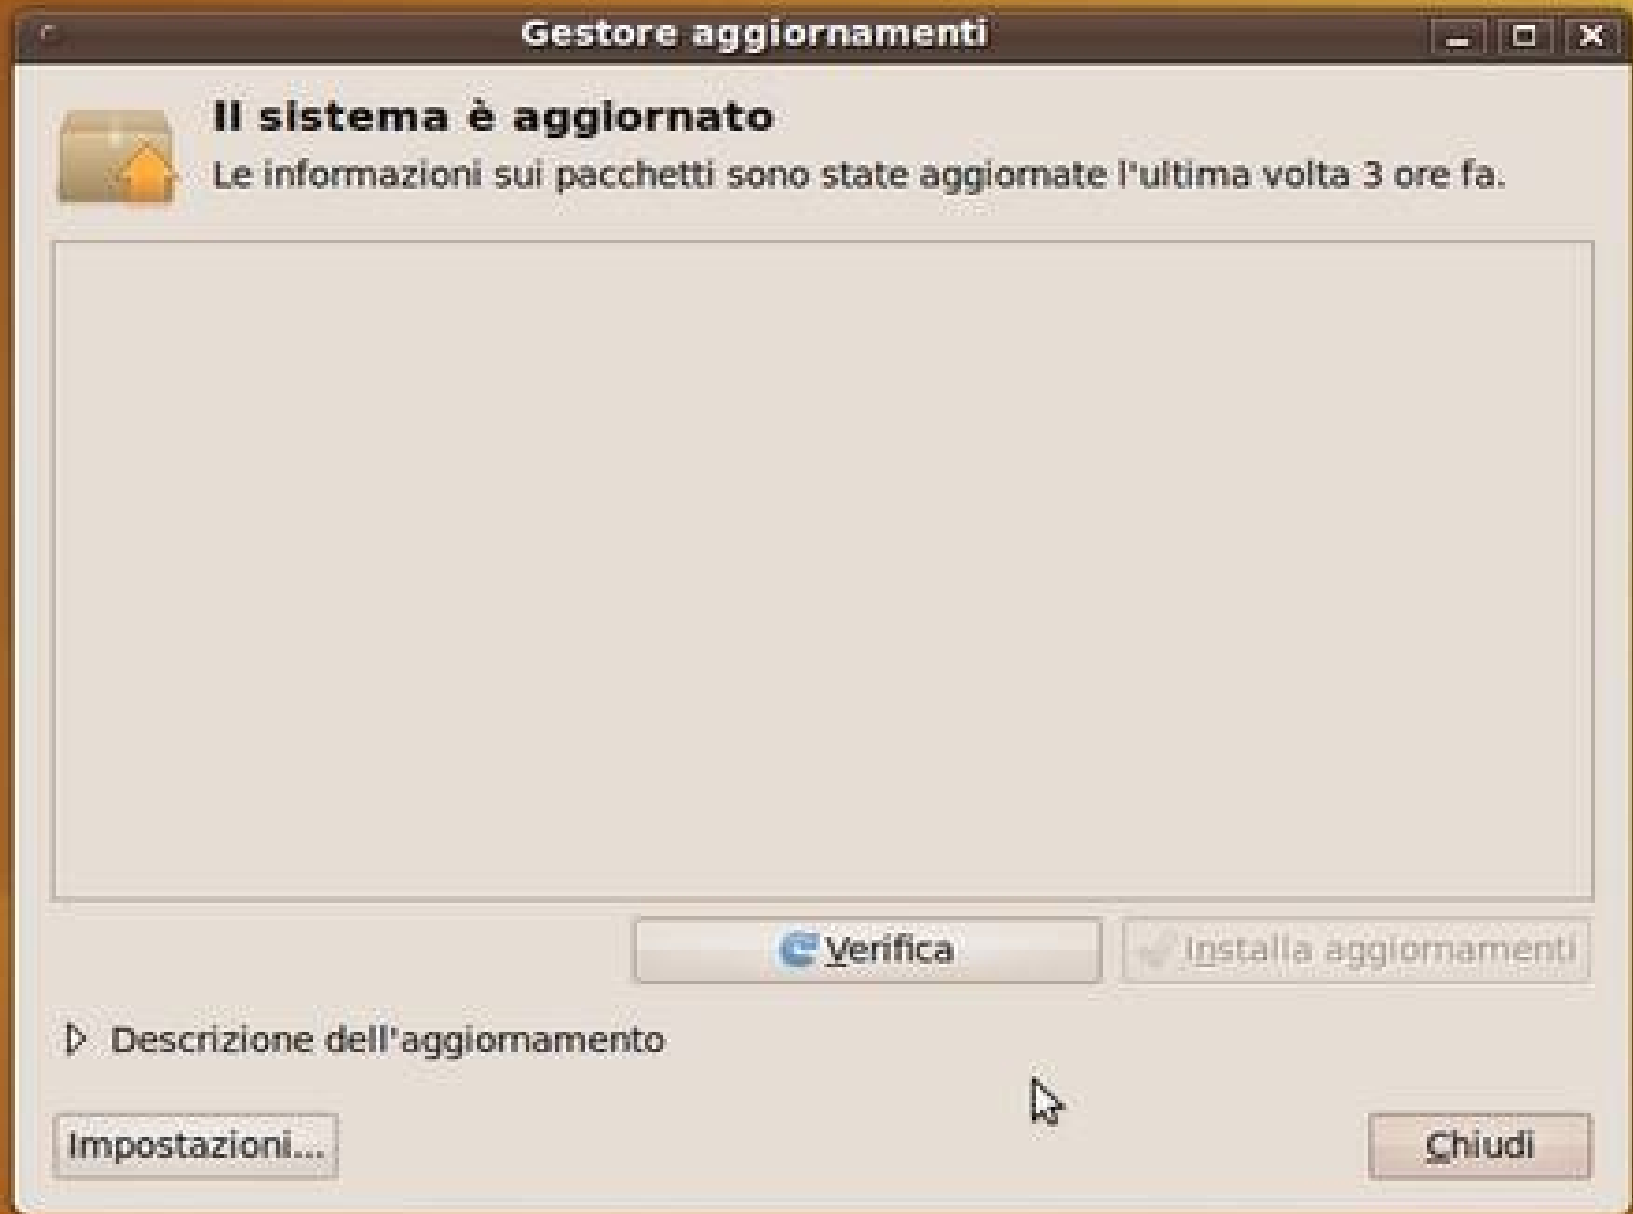 Gestore aggiornamenti
Il sistema è aggiornato
Le informazioni sui pacchetti sono state aggiornate l'ultima volta 3 ore fa.
Verifica
Installa aggiornamenti
Descrizione dell'aggiornamento
Impostazioni...
Chiudi